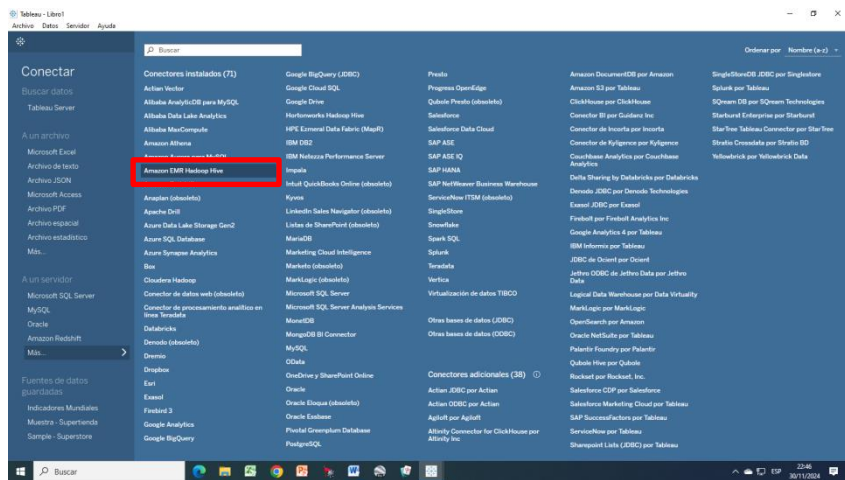 Tableau - Libro1
Archivo Datos Servidor Ayuda
Buscar
Ordenar por Nombre (a-z)
Conectar
Buscar datos
Tableau Server
A un archivo
Microsoft Excel
Archivo de texto
Archivo JSON
Microsoft Access
Archivo PDF
Archivo espacial
Archivo estadístico
Más...
A un servidor
Microsoft SQL Server
MySQL
Oracle
Amazon Redshift
Más...
Fuentes de datos
guardadas
Indicadores Mundiales
Muestra - Supertienda
Sample - Superstore
Conectores instalados (71)
Actian Vector
Alibaba AnalyticDB para MySQL
Alibaba Data Lake Analytics
Alibaba MaxCompute
Amazon Athena
Amazon Aurora para MySQL
Amazon EMR Hadoop Hive
Anaplan (obsoleto)
Apache Drill
Azure Data Lake Storage Gen2
Azure SQL Database
Azure Synapse Analytics
Box
Cloudera Hadoop
Conector de datos web (obsoleto)
Conector de procesamiento analítico en
línea Teradata
Databricks
Denodo (obsoleto)
Dremio
Dropbox
Esri
Exasol
Firebird 3
Google Analytics
Google BigQuery
Google BigQuery (JDBC)
Google Cloud SQL
Google Drive
Hortonworks Hadoop Hive
HPE Ezmeral Data Fabric (MapR)
IBM DB2
IBM Netezza Performance Server
Impala
Intuit QuickBooks Online (obsoleto)
Kyvos
LinkedIn Sales Navigator (obsoleto)
Listas de SharePoint (obsoleto)
MariaDB
Marketing Cloud Intelligence
Marketo (obsoleto)
MarkLogic (obsoleto)
Microsoft SQL Server
Microsoft SQL Server Analysis Services
MonetDB
MongoDB BI Connector
MySQL
OData
OneDrive y SharePoint Online
Oracle
Oracle Eloqua (obsoleto)
Oracle Essbase
Pivotal Greenplum Database
PostgreSQL
Presto
Progress OpenEdge
Qubole Presto (obsoleto)
Salesforce
Salesforce Data Cloud
SAP ASE
SAP ASE IQ
SAP HANA
SAP NetWeaver Business Warehouse
ServiceNow ITSM (obsoleto)
SingleStore
Snowflake
Spark SQL
Splunk
Teradata
Vertica
Virtualización de datos TIBCO
Otras bases de datos (JDBC)
Otras bases de datos (ODBC)
Conectores adicionales (38)
Actian JDBC por Actian
Actian ODBC por Actian
Agiloft por Agiloft
Altinity Connector for ClickHouse por
Altinity Inc
Amazon DocumentDB por Amazon
Amazon S3 por Tableau
ClickHouse por ClickHouse
Conector BI por Guidanz Inc
Conector de Incorta por Incorta
Conector de Kyligence por Kyligence
Couchbase Analytics por Couchbase
Analytics
Delta Sharing by Databricks por Databricks
Denodo JDBC por Denodo Technologies
Exasol JDBC por Exasol
Firebolt por Firebolt Analytics Inc
Google Analytics 4 por Tableau
IBM Informix por Tableau
JDBC de Ocient por Ocient
Jethro ODBC de Jethro Data por Jethro
Data
Logical Data Warehouse por Data Virtuality
MarkLogic por MarkLogic
OpenSearch por Amazon
Oracle NetSuite por Tableau
Palantir Foundry por Palantir
Qubole Hive por Qubole
Rockset por Rockset, Inc.
Salesforce CDP por Salesforce
Salesforce Marketing Cloud por Tableau
SAP SuccessFactors por Tableau
ServiceNow por Tableau
Sharepoint Lists (JDBC) por Tableau
SingleStoreDB JDBC por Singlestore
Splunk por Tableau
SQream DB por SQream Technologies
Starburst Enterprise por Starburst
StarTree Tableau Connector por StarTree
Stratio Crossdata por Stratio BD
Yellowbrick por Yellowbrick Data
Buscar
ESP
22:46
30/11/2024